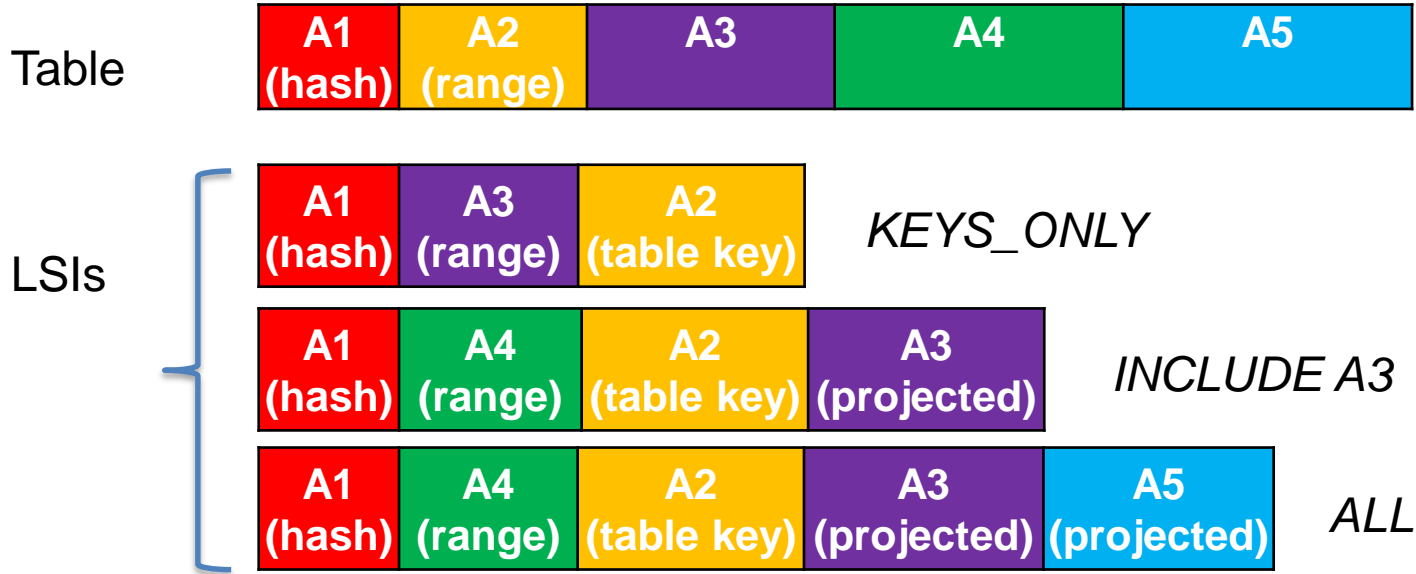 Table
A1 A2 A3 A4 A5
(hash) (range)
LSIs
A1 A3 A2
(hash) (range) (table key)
KEYS_ONLY
A1 A4 A2 A3
(hash) (range) (table key) (projected)
INCLUDE A3
A1 A4 A2 A3 A5
(hash) (range) (table key) (projected) (projected)
ALL